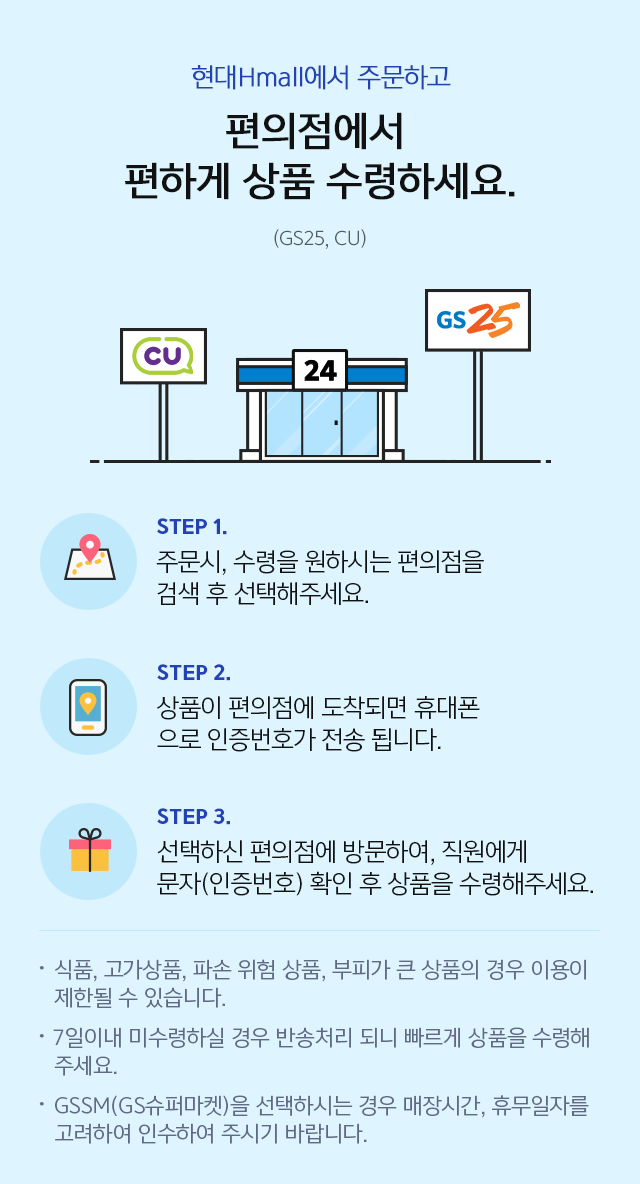 현대Hmall에서 주문하고
편의점에서
편하게 상품 수령하세요.
(GS25, CU)
CU
24
GS25
STEP 1.
주문시, 수령을 원하시는 편의점을
검색 후 선택해주세요.
STEP 2.
상품이 편의점에 도착되면 휴대폰
으로 인증번호가 전송 됩니다.
STEP 3.
선택하신 편의점에 방문하여, 직원에게
문자(인증번호) 확인 후 상품을 수령해주세요.
· 식품, 고가상품, 파손 위험 상품, 부피가 큰 상품의 경우 이용이
제한될 수 있습니다.
· 7일이내 미수령하실 경우 반송처리 되니 빠르게 상품을 수령해
주세요.
· GSSM(GS슈퍼마켓)을 선택하시는 경우 매장시간, 휴무일자를
고려하여 인수하여 주시기 바랍니다.